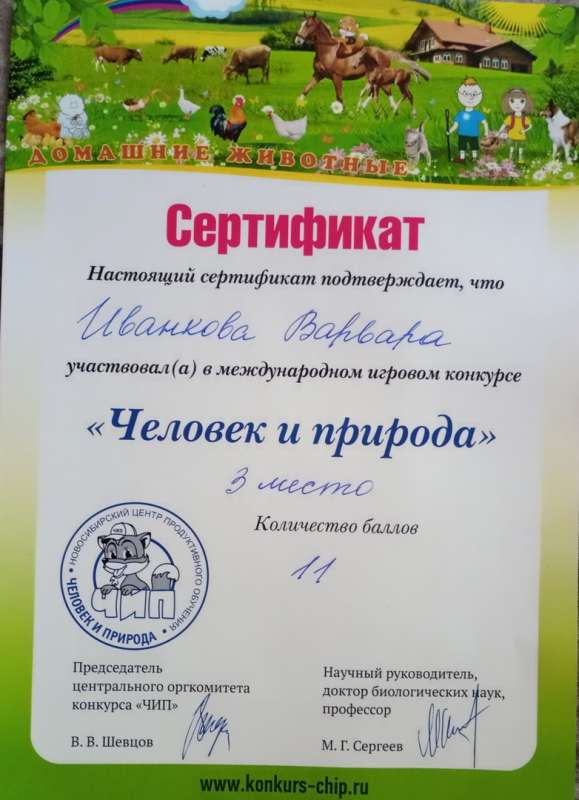 ДОМАШНИЕ ЖИВОТНЫЕ
Сертификат
Настоящий сертификат подтверждает, что
Иванкова Варвара
участвовал(а) в международном игровом конкурсе
«Человек и природа»
3 место
Количество баллов
11
НОВОСИБИРСКИЙ ЦЕНТР ПРОДУКТИВНОГО ОБУЧЕНИЯ
ЧИП
ЧИП
ЧЕЛОВЕК И ПРИРОДА
Председатель
центрального оргкомитета
конкурса «ЧИП»
В. В. Шевцов
Научный руководитель,
доктор биологических наук,
профессор
М. Г. Сергеев
www.konkurs-chip.ru